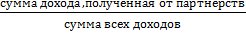 сумма дохода ,полученная от партнерств
сумма всех доходов